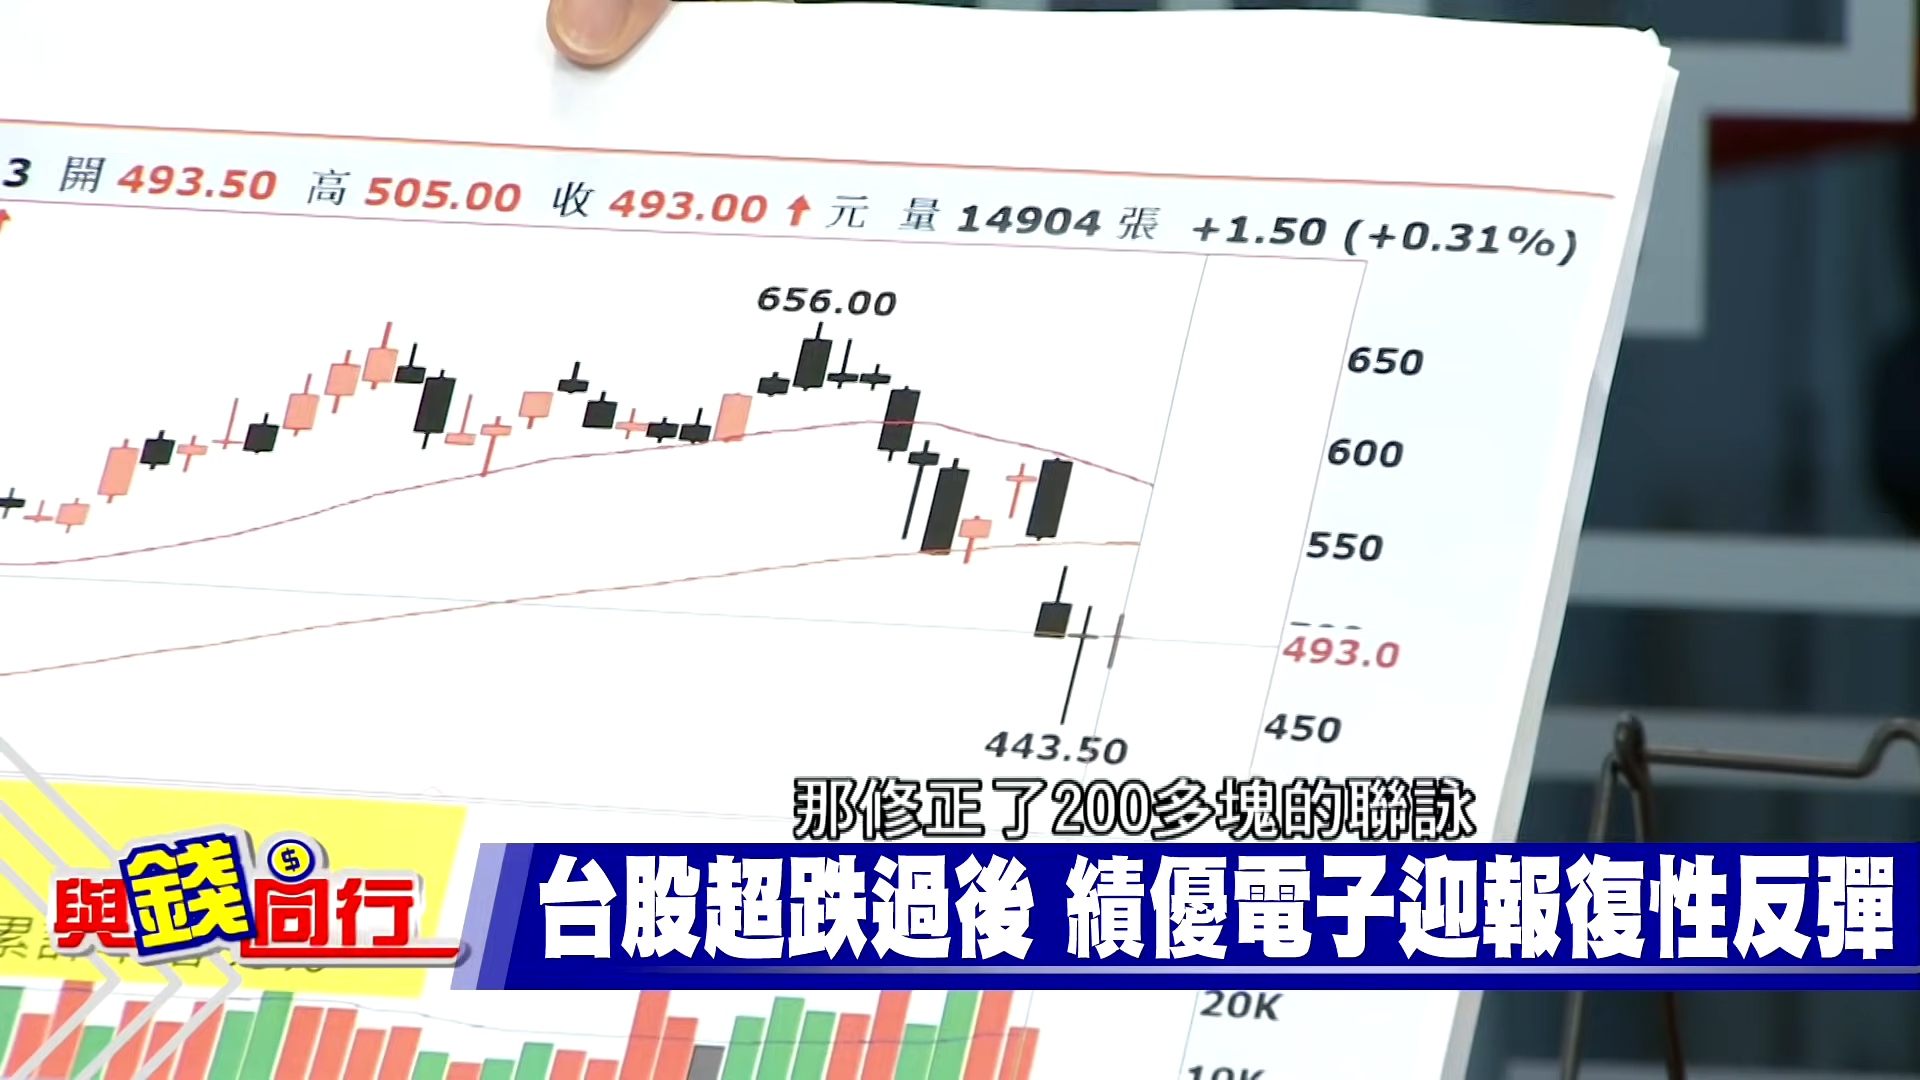 3 開 493.50 高 505.00 收 493.00 ↑ 元 量 14904 張 +1.50 (+0.31%)
656.00
650
600
550
493.0
450
443.50
那修正了200多塊的聯詠
與錢同行
台股超跌過後 績優電子迎報復性反彈
20K
10K